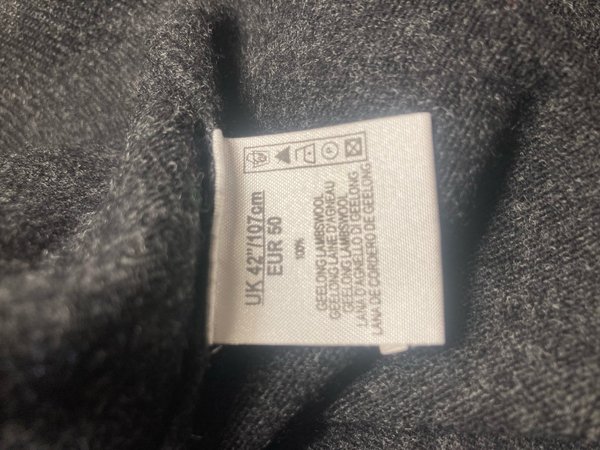 UK 42"/107cm
EUR 50
100%
GEELONG LAMBSWOOL
GEELONG LAINE D'AGNEAU
GEELONG LAMBSWOOL
LANA D'AGNELLO DI GEELONG
LANA DE CORDERO DE GEELONG